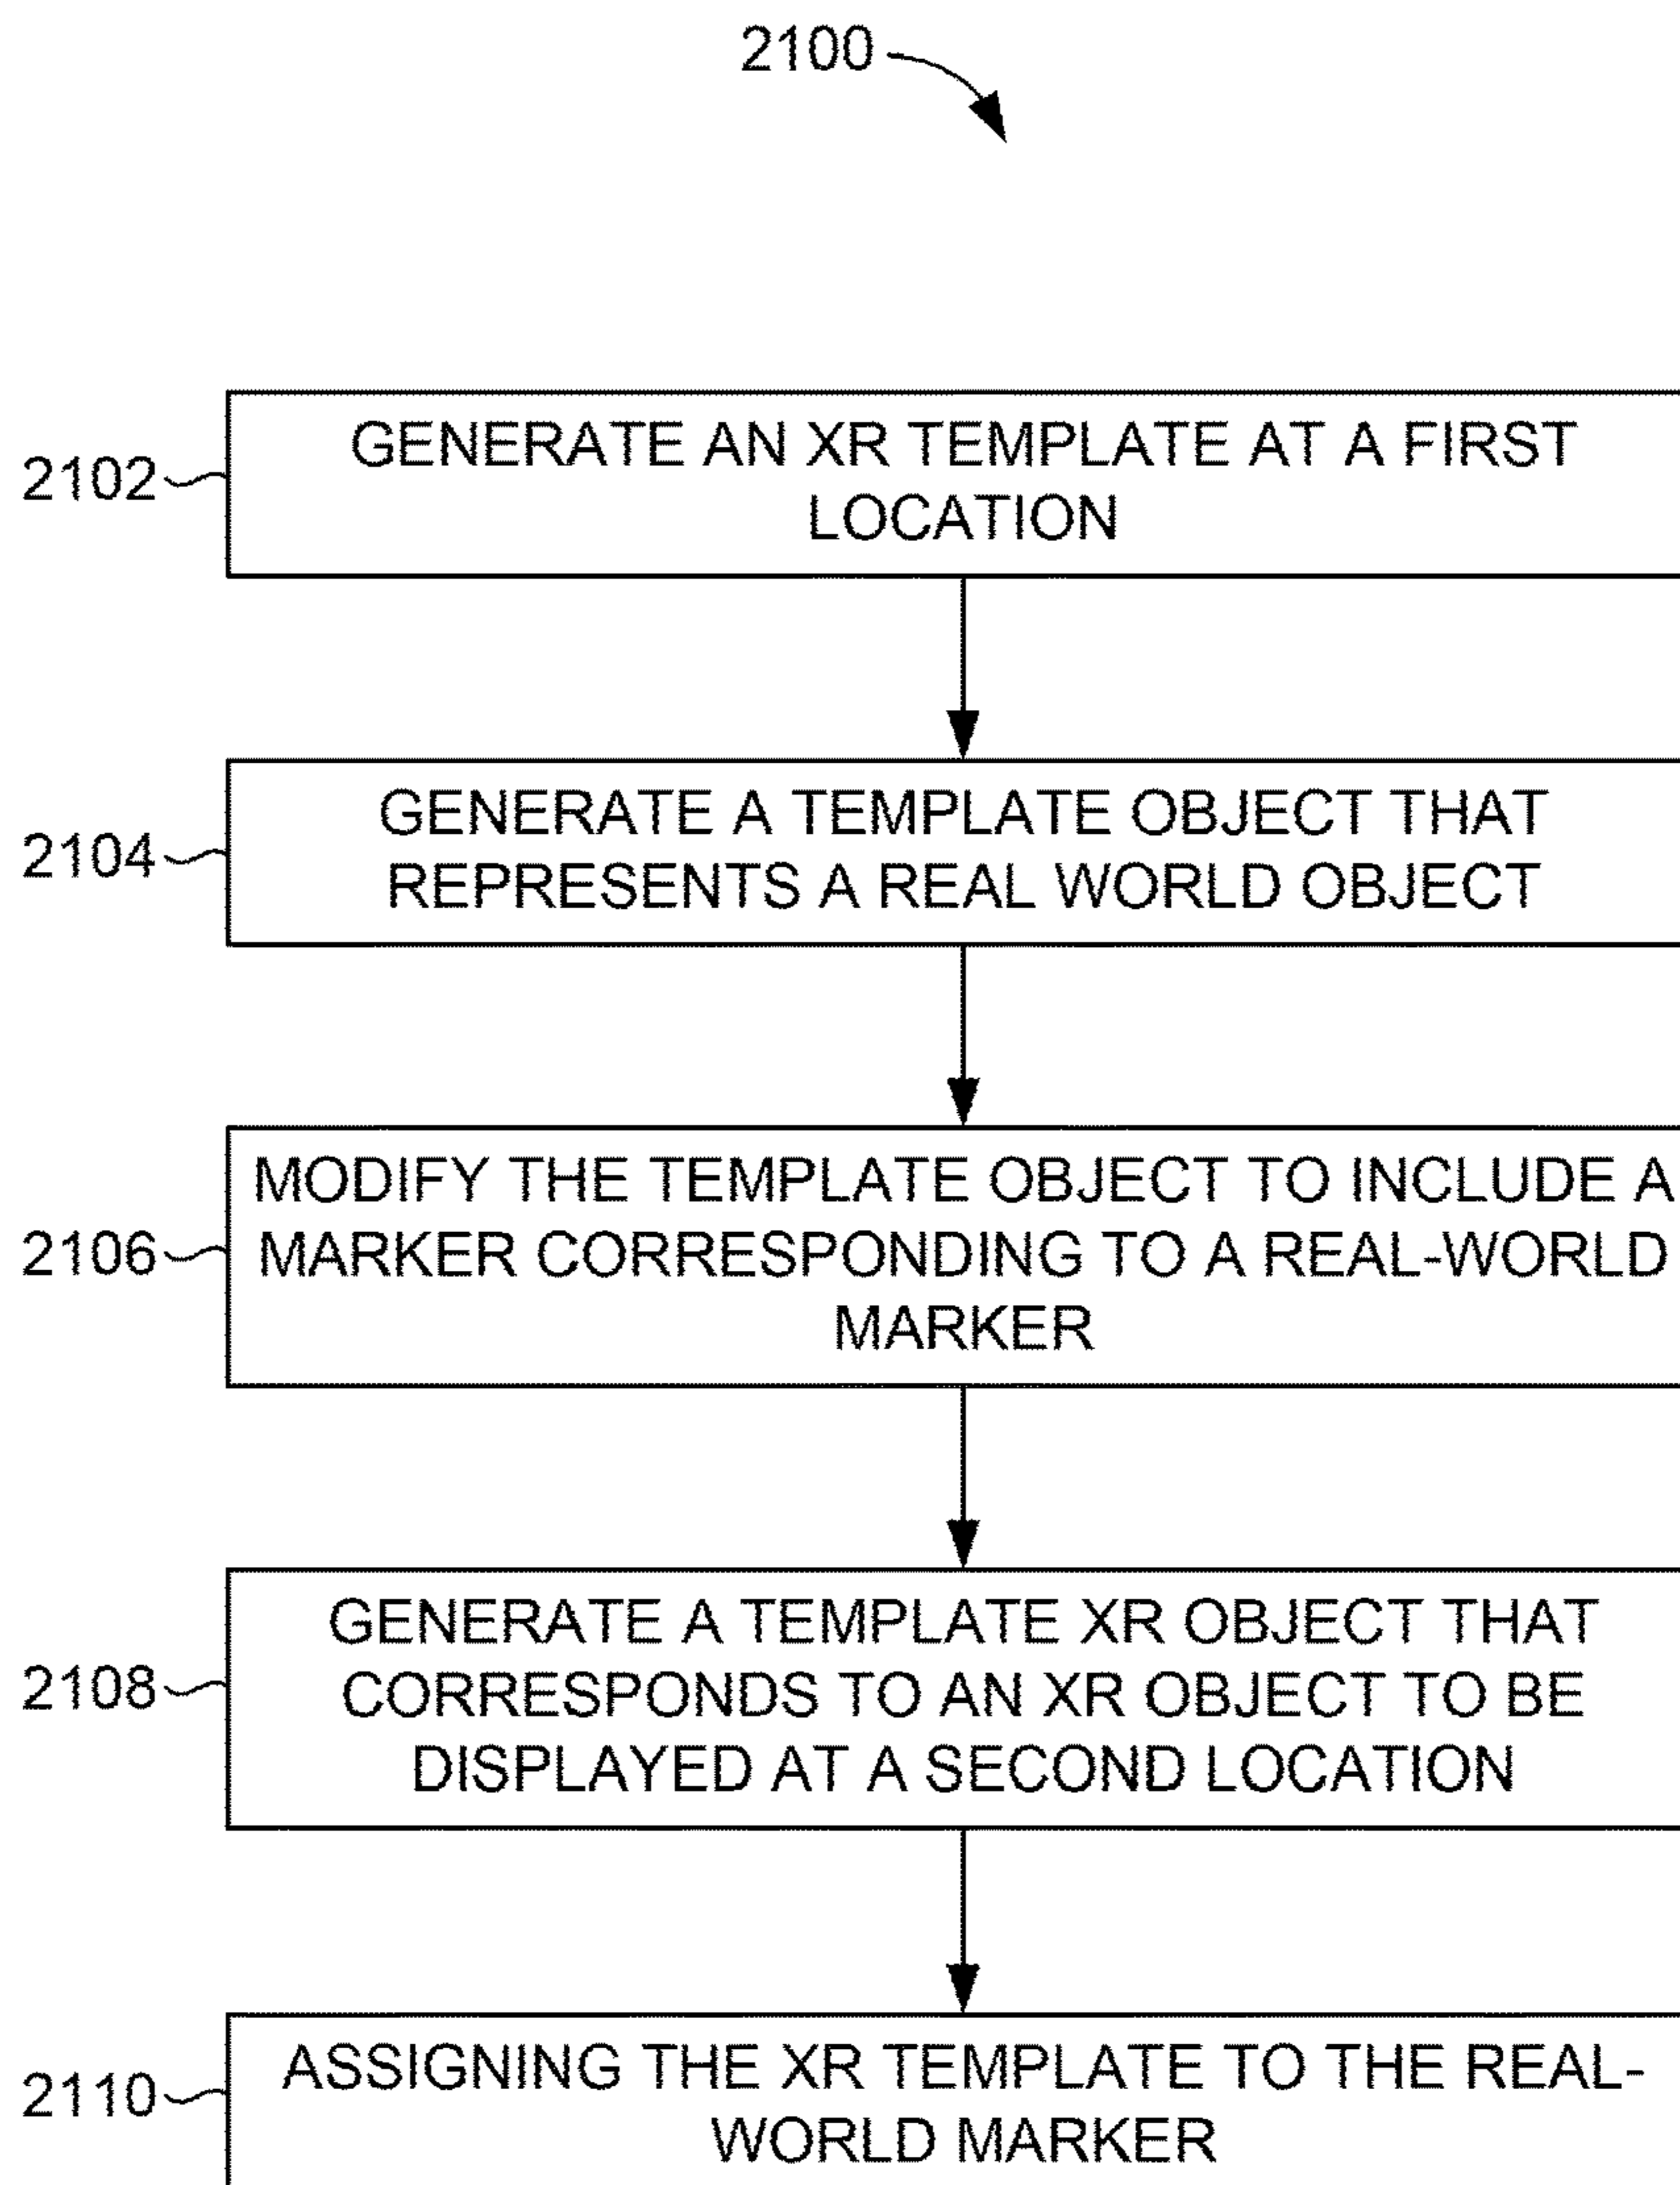 2100
2102
GENERATE AN XR TEMPLATE AT A FIRST
LOCATION
2104
GENERATE A TEMPLATE OBJECT THAT
REPRESENTS A REAL WORLD OBJECT
2106
MODIFY THE TEMPLATE OBJECT TO INCLUDE A
MARKER CORRESPONDING TO A REAL-WORLD
MARKER
2108
GENERATE A TEMPLATE XR OBJECT THAT
CORRESPONDS TO AN XR OBJECT TO BE
DISPLAYED AT A SECOND LOCATION
2110
ASSIGNING THE XR TEMPLATE TO THE REAL-
WORLD MARKER